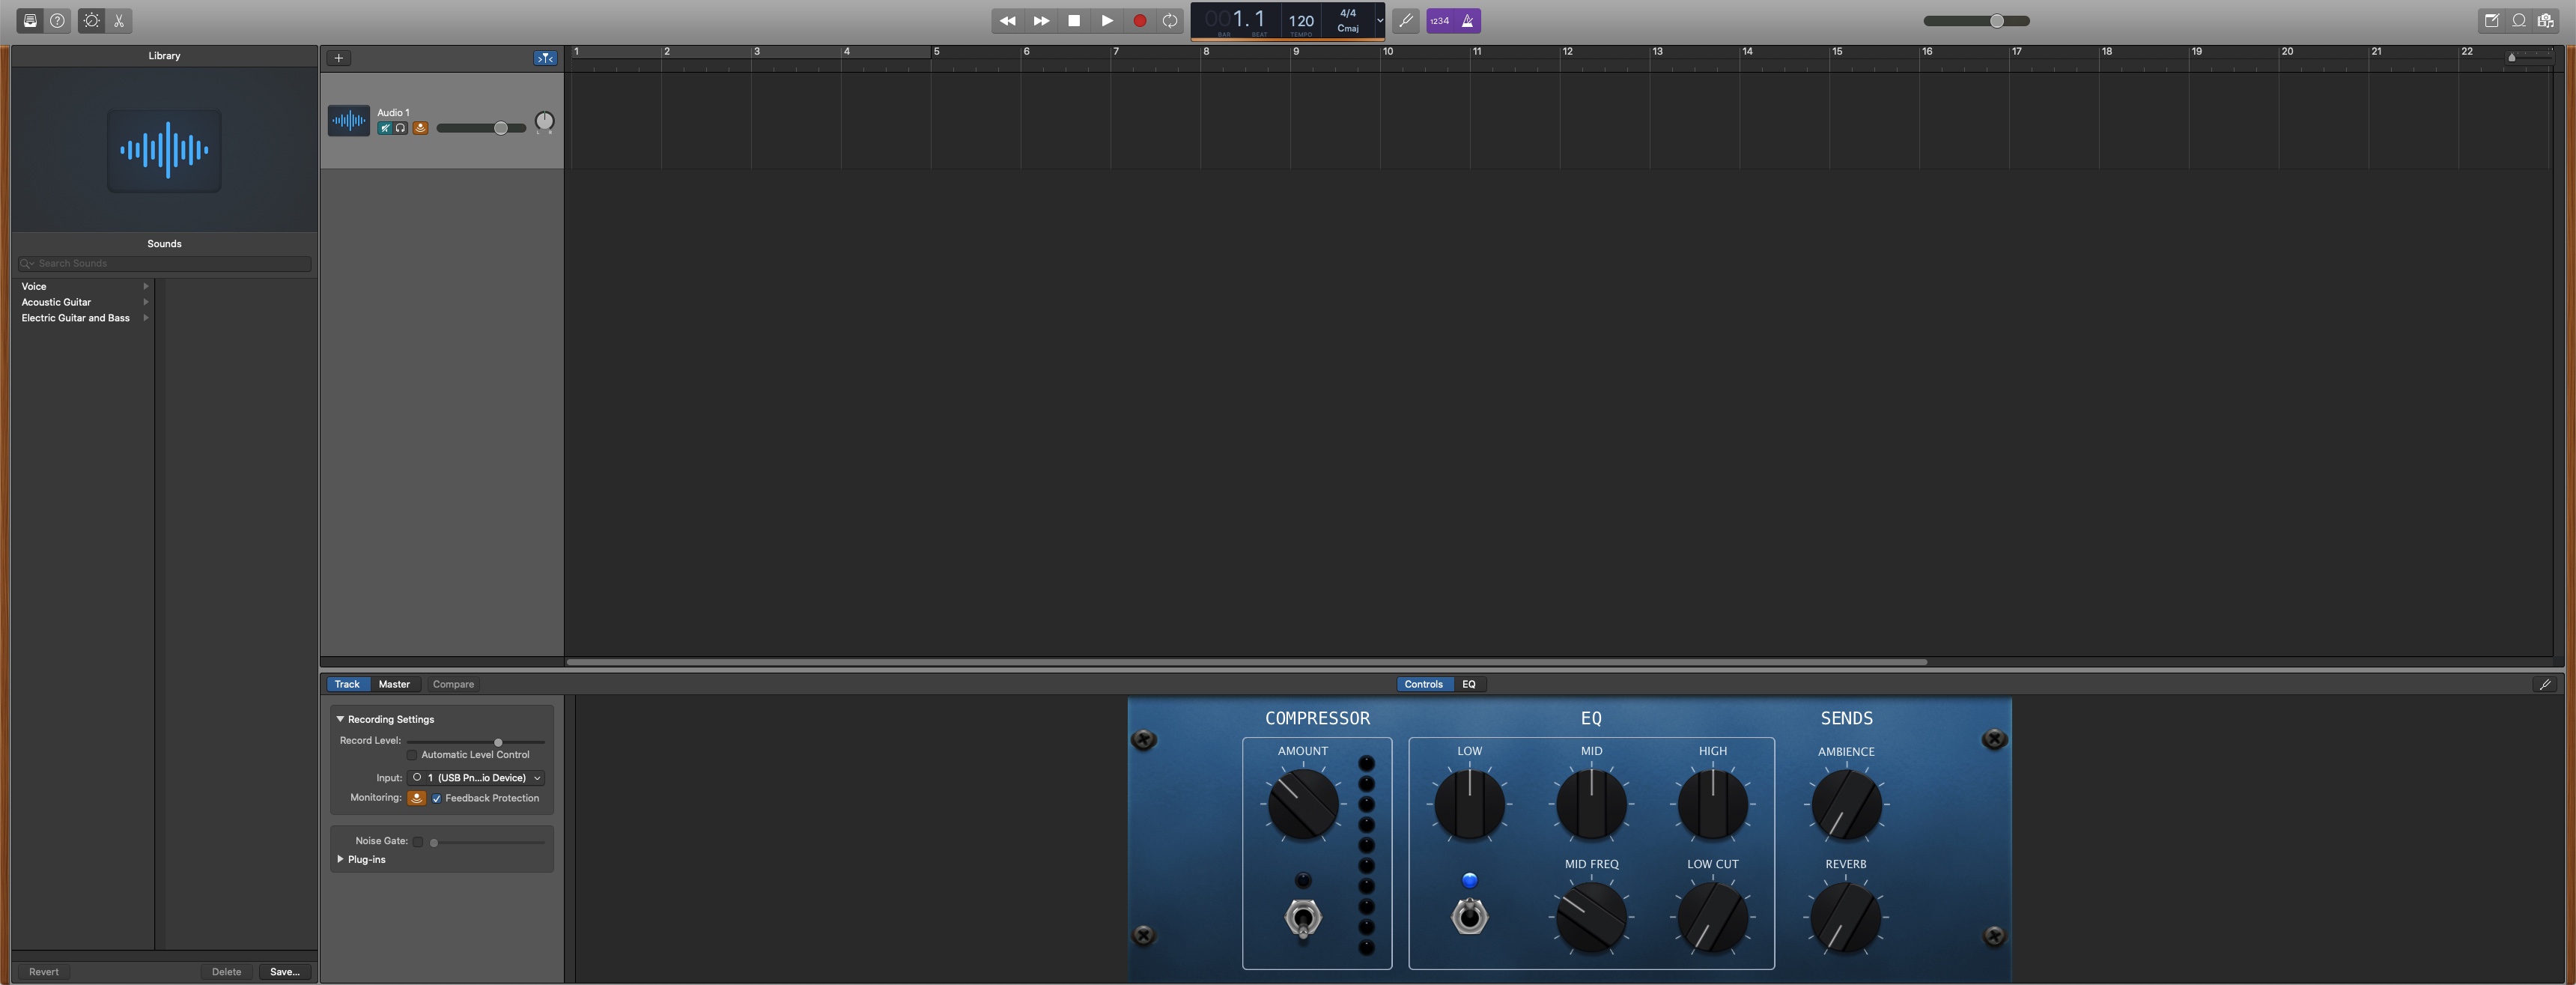 001.1
120
4/4
Cmaj
BAR BEAT TEMPO
1234
Library
Sounds
Search Sounds
Voice
Acoustic Guitar
Electric Guitar and Bass
Revert Delete Save...
1 2 3 4 5 6 7 8 9 10 11 12 13 14 15 16 17 18 19 20 21 22
Audio 1
L R
Track Master Compare
Controls EQ
Recording Settings
Record Level:
Automatic Level Control
Input: 1 (USB Pn...io Device)
Monitoring: Feedback Protection
Noise Gate:
Plug-ins
COMPRESSOR EQ SENDS
AMOUNT LOW MID HIGH AMBIENCE
MID FREQ LOW CUT REVERB